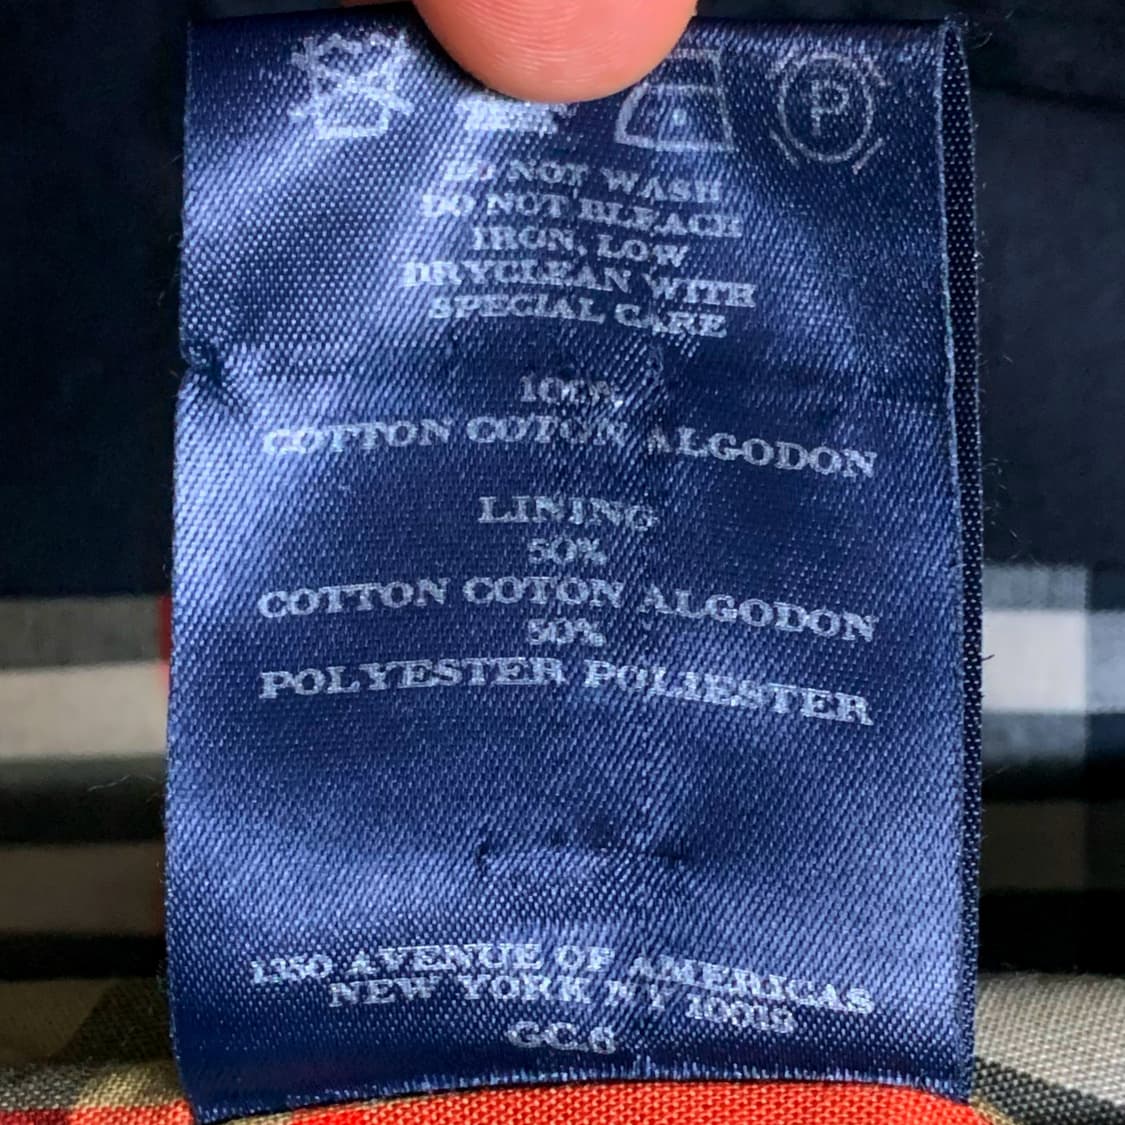 P
DO NOT WASH
DO NOT BLEACH
IRON, LOW
DRYCLEAN WITH
SPECIAL CARE
100%
COTTON COTON ALGODON
LINING
50%
COTTON COTON ALGODON
50%
POLYESTER POLIESTER
1350 AVENUE OF AMERICAS
NEW YORK NY 10019
GC.6